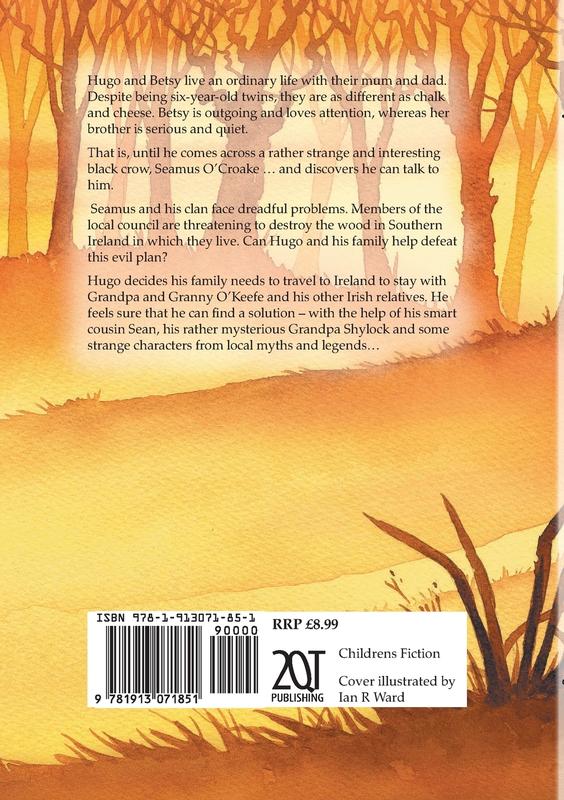 Hugo and Betsy live an ordinary life with their mum and dad.
Despite being six-year-old twins, they are as different as chalk
and cheese. Betsy is outgoing and loves attention, whereas her
brother is serious and quiet.
That is, until he comes across a rather strange and interesting
black crow, Seamus O’Croake … and discovers he can talk to
him.
Seamus and his clan face dreadful problems. Members of the
local council are threatening to destroy the wood in Southern
Ireland in which they live. Can Hugo and his family help defeat
this evil plan?
Hugo decides his family needs to travel to Ireland to stay with
Grandpa and Granny O’Keefe and his other Irish relatives. He
feels sure that he can find a solution – with the help of his smart
cousin Sean, his rather mysterious Grandpa Shylock and some
strange characters from local myths and legends…
ISBN 978-1-913071-85-1
90000
9 781913 071851
RRP £8.99
2QT
PUBLISHING
Childrens Fiction
Cover illustrated by
Ian R Ward